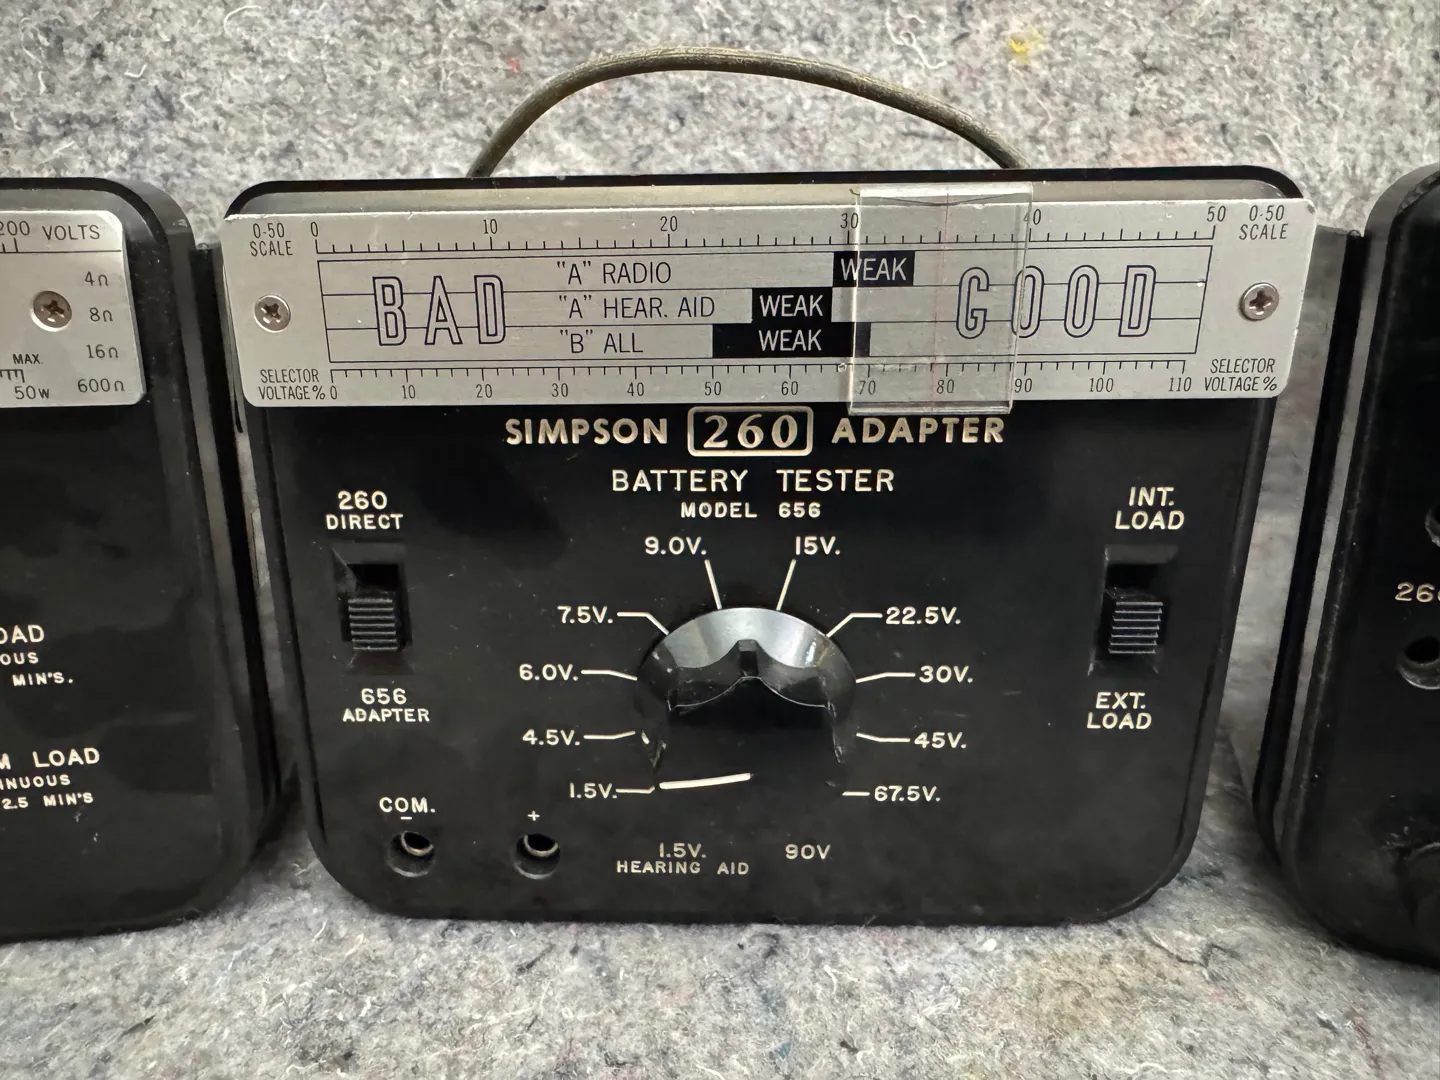 200 VOLTS
4Ω
8Ω
16Ω
MAX.
50W 600Ω
MIN'S.
LOAD
2.5 MIN'S
0-50 SCALE
0 10 20 30 40 50
0-50 SCALE
BAD
GOOD
"A" RADIO WEAK
"A" HEAR. AID WEAK
"B" ALL WEAK
SELECTOR VOLTAGE %
0 10 20 30 40 50 60 70 80 90 100 110
SELECTOR VOLTAGE %
SIMPSON 260 ADAPTER
BATTERY TESTER
MODEL 656
260
DIRECT
656
ADAPTER
INT.
LOAD
EXT.
LOAD
9.0V. 15V.
7.5V. 22.5V.
6.0V. 30V.
4.5V. 45V.
1.5V. 67.5V.
1.5V. 90V
HEARING AID
COM. +
−